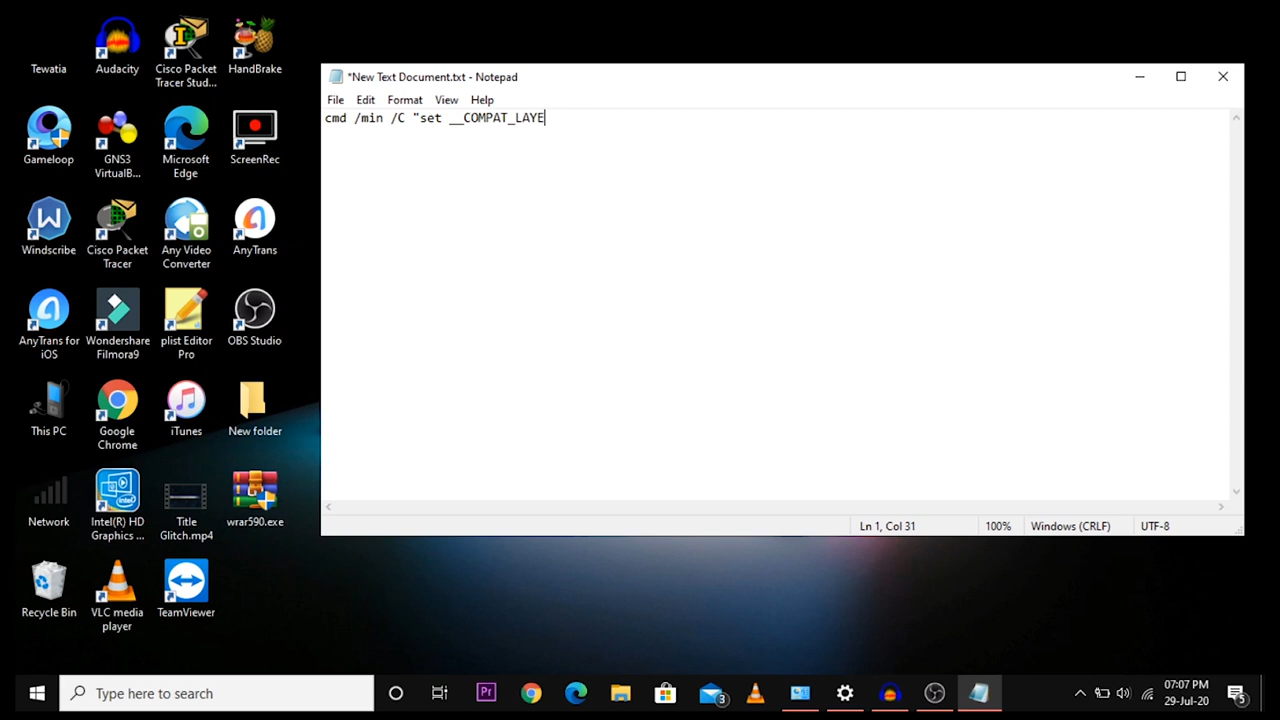 Tewatia
Audacity
Cisco Packet
Tracer Stud...
HandBrake
Gameloop
GNS3
VirtualB...
Microsoft
Edge
ScreenRec
Windscribe
Cisco Packet
Tracer
Any Video
Converter
AnyTrans
AnyTrans for
iOS
Wondershare
Filmora9
plist Editor
Pro
OBS Studio
This PC
Google
Chrome
iTunes
New folder
Network
Intel(R) HD
Graphics ...
Title
Glitch.mp4
wrar590.exe
Recycle Bin
VLC media
player
TeamViewer
*New Text Document.txt - Notepad
File Edit Format View Help
cmd /min /C "set __COMPAT_LAYE
Ln 1, Col 31 100% Windows (CRLF) UTF-8
Type here to search
Pr
3
07:07 PM
29-Jul-20
5